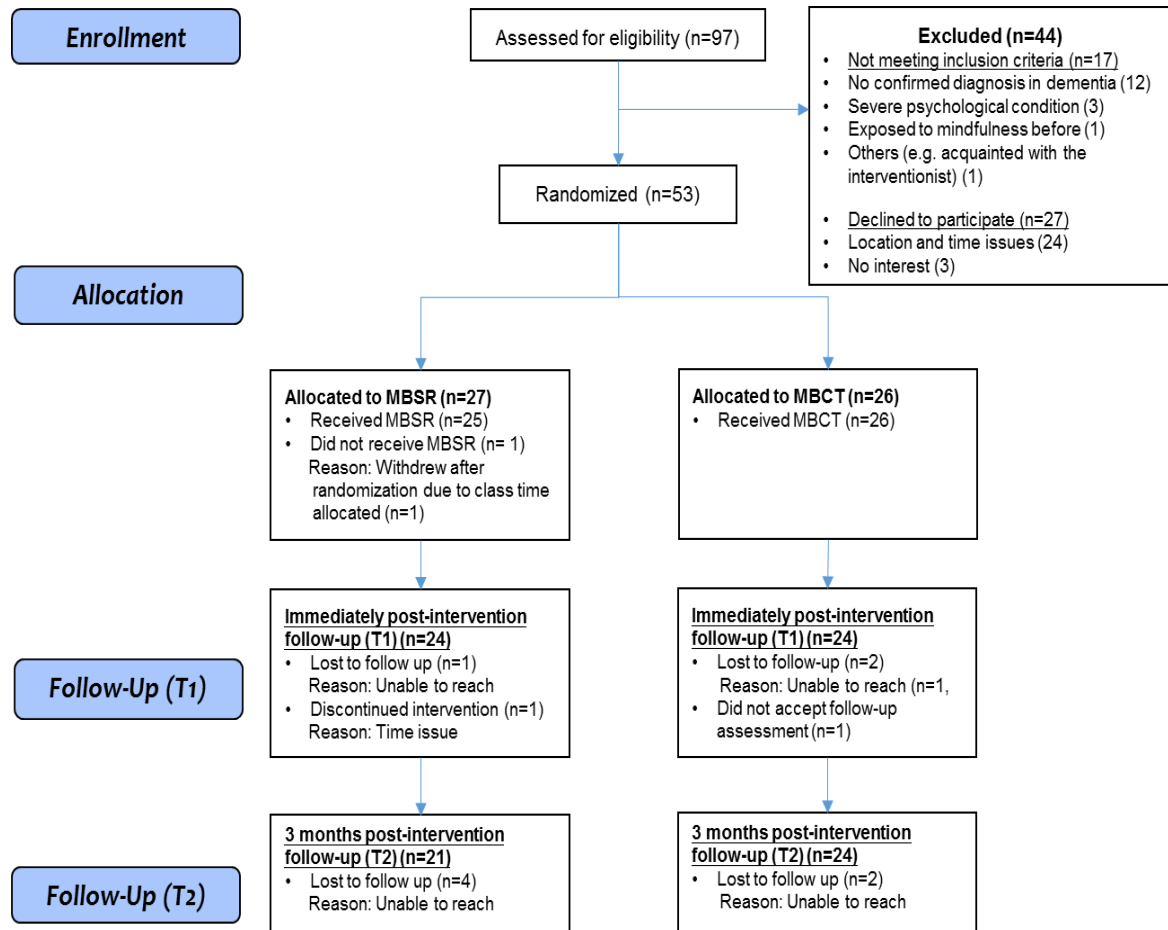 Enrollment
Assessed for eligibility (n=97)
Excluded (n=44)
• Not meeting inclusion criteria (n=17)
• No confirmed diagnosis in dementia (12)
• Severe psychological condition (3)
• Exposed to mindfulness before (1)
• Others (e.g. acquainted with the
interventionist) (1)
• Declined to participate (n=27)
• Location and time issues (24)
• No interest (3)
Randomized (n=53)
Allocation
Allocated to MBSR (n=27)
• Received MBSR (n=25)
• Did not receive MBSR (n= 1)
Reason: Withdrew after
randomization due to class time
allocated (n=1)
Allocated to MBCT (n=26)
• Received MBCT (n=26)
Follow-Up (T1)
Immediately post-intervention
follow-up (T1) (n=24)
• Lost to follow up (n=1)
Reason: Unable to reach
• Discontinued intervention (n=1)
Reason: Time issue
Immediately post-intervention
follow-up (T1) (n=24)
• Lost to follow-up (n=2)
Reason: Unable to reach (n=1,
• Did not accept follow-up
assessment (n=1)
Follow-Up (T2)
3 months post-intervention
follow-up (T2) (n=21)
• Lost to follow up (n=4)
Reason: Unable to reach
3 months post-intervention
follow-up (T2) (n=24)
• Lost to follow up (n=2)
Reason: Unable to reach